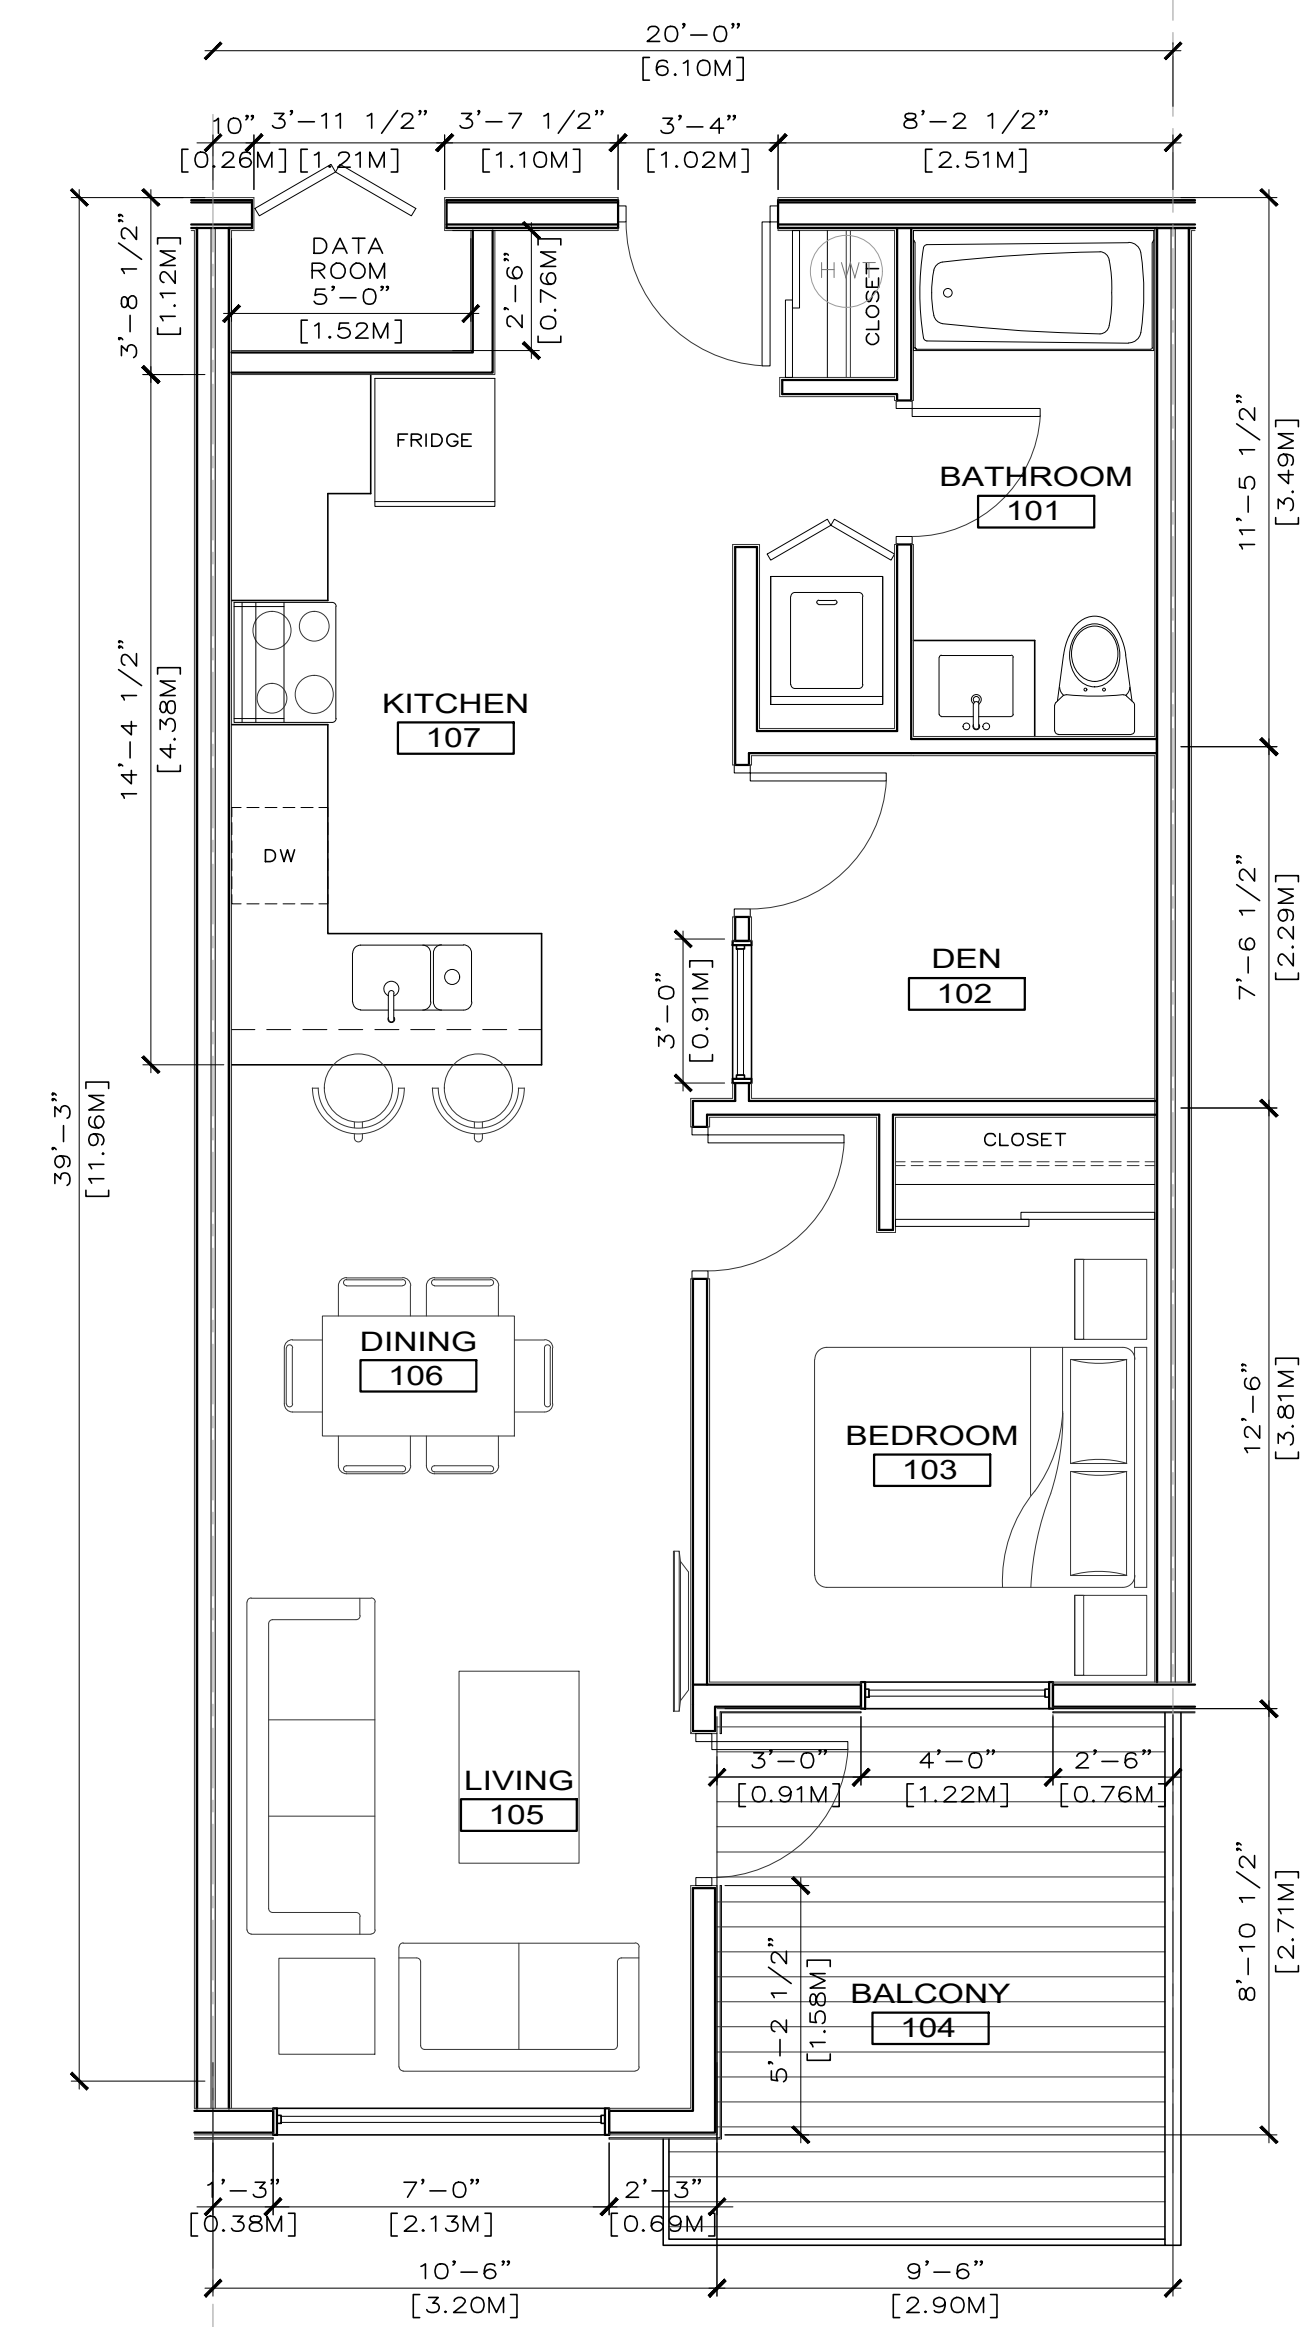 20'-0"
[6.10M]
10"
3'-11 1/2"
3'-7 1/2"
3'-4"
8'-2 1/2"
[0.26M]
[1.21M]
[1.10M]
[1.02M]
[2.51M]
3'-8 1/2"
[1.12M]
DATA
ROOM
5'-0"
[1.52M]
2'-6"
[0.76M]
HWT
CLOSET
FRIDGE
BATHROOM
101
11'-5 1/2"
[3.49M]
14'-4 1/2"
[4.38M]
KITCHEN
107
DW
3'-0"
[0.91M]
DEN
102
7'-6 1/2"
[2.29M]
39'-3"
[11.96M]
CLOSET
DINING
106
BEDROOM
103
12'-6"
[3.81M]
LIVING
105
3'-0"
4'-0"
2'-6"
[0.91M]
[1.22M]
[0.76M]
5'-2 1/2"
[1.58M]
BALCONY
104
8'-10 1/2"
[2.71M]
1'-3"
7'-0"
2'-3"
[0.38M]
[2.13M]
[0.69M]
10'-6"
9'-6"
[3.20M]
[2.90M]